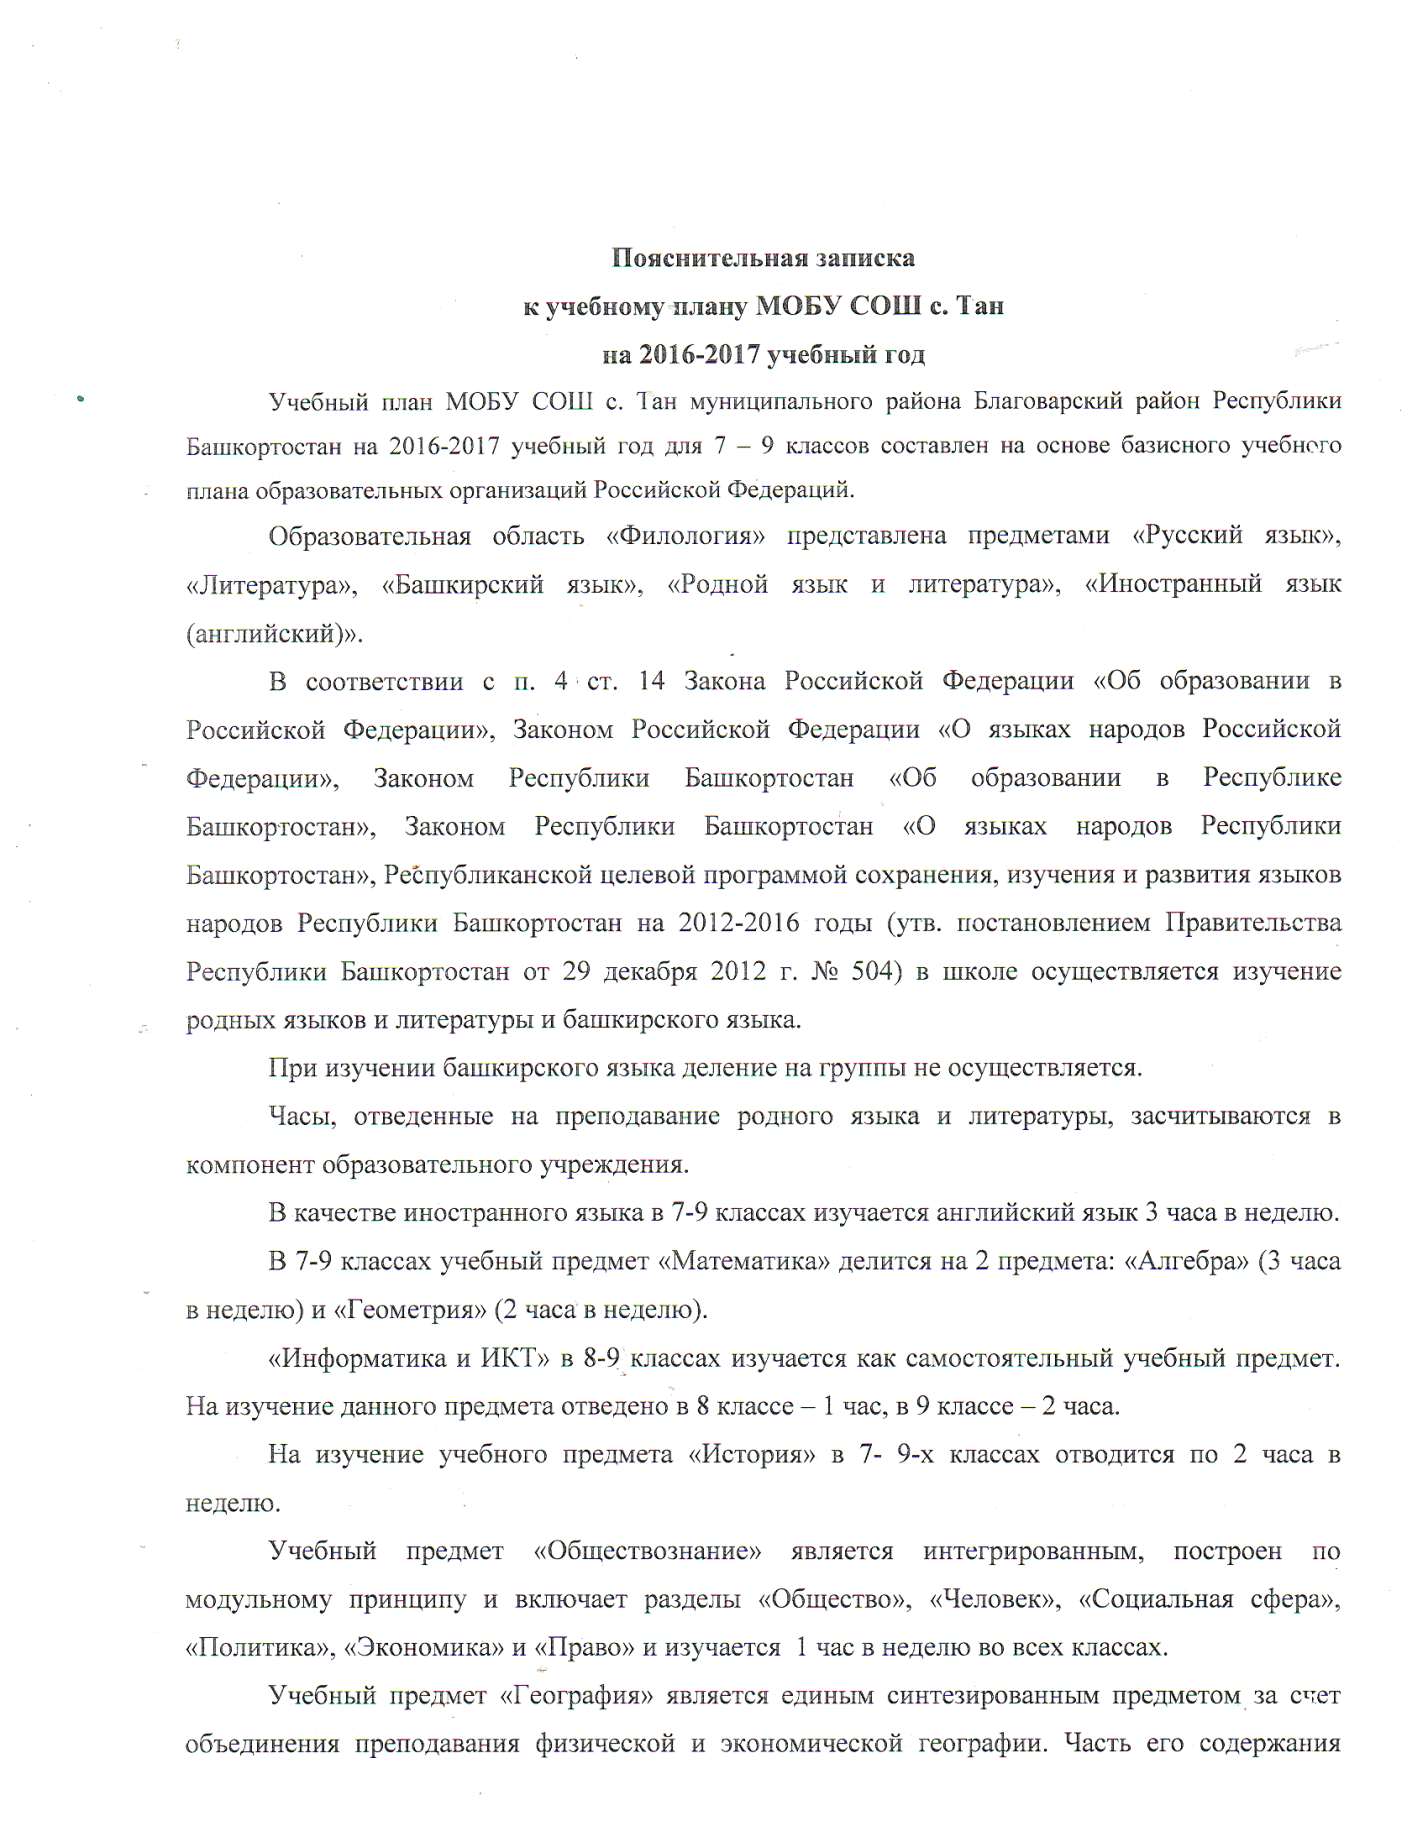 Пояснительная записка
к учебному плану МОБУ СОШ с. Тан
на 2016-2017 учебный год
Учебный план МОБУ СОШ с. Тан муниципального района Благоварский район Республики
Башкортостан на 2016-2017 учебный год для 7 – 9 классов составлен на основе базисного учебного
плана образовательных организаций Российской Федераций.
Образовательная область «Филология» представлена предметами «Русский язык»,
«Литература», «Башкирский язык», «Родной язык и литература», «Иностранный язык
(английский)».
В соответствии с п. 4 ст. 14 Закона Российской Федерации «Об образовании в
Российской Федерации», Законом Российской Федерации «О языках народов Российской
Федерации», Законом Республики Башкортостан «Об образовании в Республике
Башкортостан», Законом Республики Башкортостан «О языках народов Республики
Башкортостан», Республиканской целевой программой сохранения, изучения и развития языков
народов Республики Башкортостан на 2012-2016 годы (утв. постановлением Правительства
Республики Башкортостан от 29 декабря 2012 г. № 504) в школе осуществляется изучение
родных языков и литературы и башкирского языка.
При изучении башкирского языка деление на группы не осуществляется.
Часы, отведенные на преподавание родного языка и литературы, засчитываются в
компонент образовательного учреждения.
В качестве иностранного языка в 7-9 классах изучается английский язык 3 часа в неделю.
В 7-9 классах учебный предмет «Математика» делится на 2 предмета: «Алгебра» (3 часа
в неделю) и «Геометрия» (2 часа в неделю).
«Информатика и ИКТ» в 8-9 классах изучается как самостоятельный учебный предмет.
На изучение данного предмета отведено в 8 классе – 1 час, в 9 классе – 2 часа.
На изучение учебного предмета «История» в 7- 9-х классах отводится по 2 часа в
неделю.
Учебный предмет «Обществознание» является интегрированным, построен по
модульному принципу и включает разделы «Общество», «Человек», «Социальная сфера»,
«Политика», «Экономика» и «Право» и изучается 1 час в неделю во всех классах.
Учебный предмет «География» является единым синтезированным предметом за счет
объединения преподавания физической и экономической географии. Часть его содержания